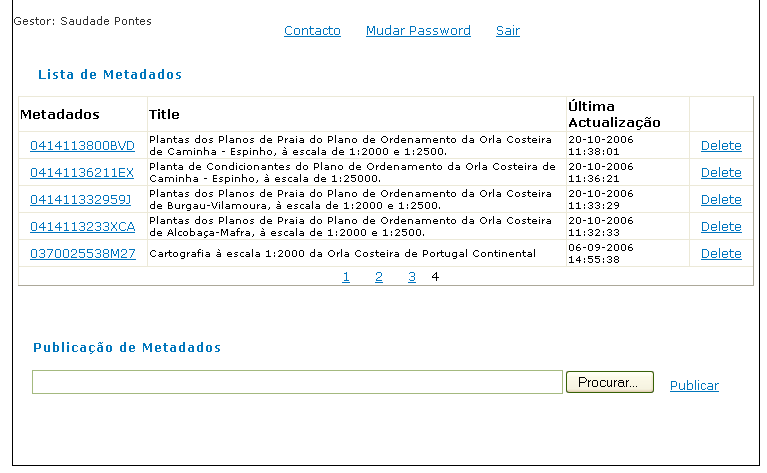 Gestor: Saudade Pontes
Contacto Mudar Password Sair
Lista de Metadados
Metadados Title Última Actualização
0414113800BVD Plantas dos Planos de Praia do Plano de Ordenamento da Orla Costeira de Caminha - Espinho, à escala de 1:2000 e 1:2500. 20-10-2006 11:38:01 Delete
04141136211EX Planta de Condicionantes do Plano de Ordenamento da Orla Costeira de Caminha - Espinho, à escala de 1:25000. 20-10-2006 11:36:21 Delete
041411332959J Plantas dos Planos de Praia do Plano de Ordenamento da Orla Costeira de Burgau-Vilamoura, à escala de 1:2000 e 1:2500. 20-10-2006 11:33:29 Delete
0414113233XCA Plantas dos Planos de Praia do Plano de Ordenamento da Orla Costeira de Alcobaça-Mafra, à escala de 1:2000 e 1:2500. 20-10-2006 11:32:33 Delete
0370025538M27 Cartografia à escala 1:2000 da Orla Costeira de Portugal Continental 06-09-2006 14:55:38 Delete
1 2 3 4
Publicação de Metadados
Procurar... Publicar